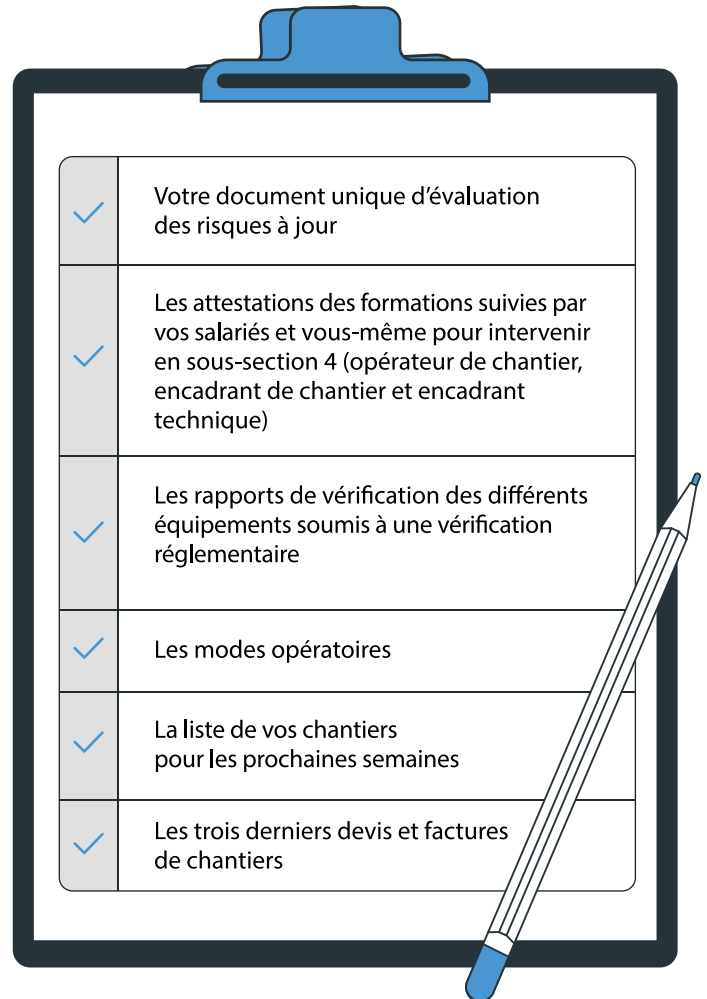 Votre document unique d’évaluation
des risques à jour
Les attestations des formations suivies par
vos salariés et vous-même pour intervenir
en sous-section 4 (opérateur de chantier,
encadrant de chantier et encadrant
technique)
Les rapports de vérification des différents
équipements soumis à une vérification
réglementaire
Les modes opératoires
La liste de vos chantiers
pour les prochaines semaines
Les trois derniers devis et factures
de chantiers